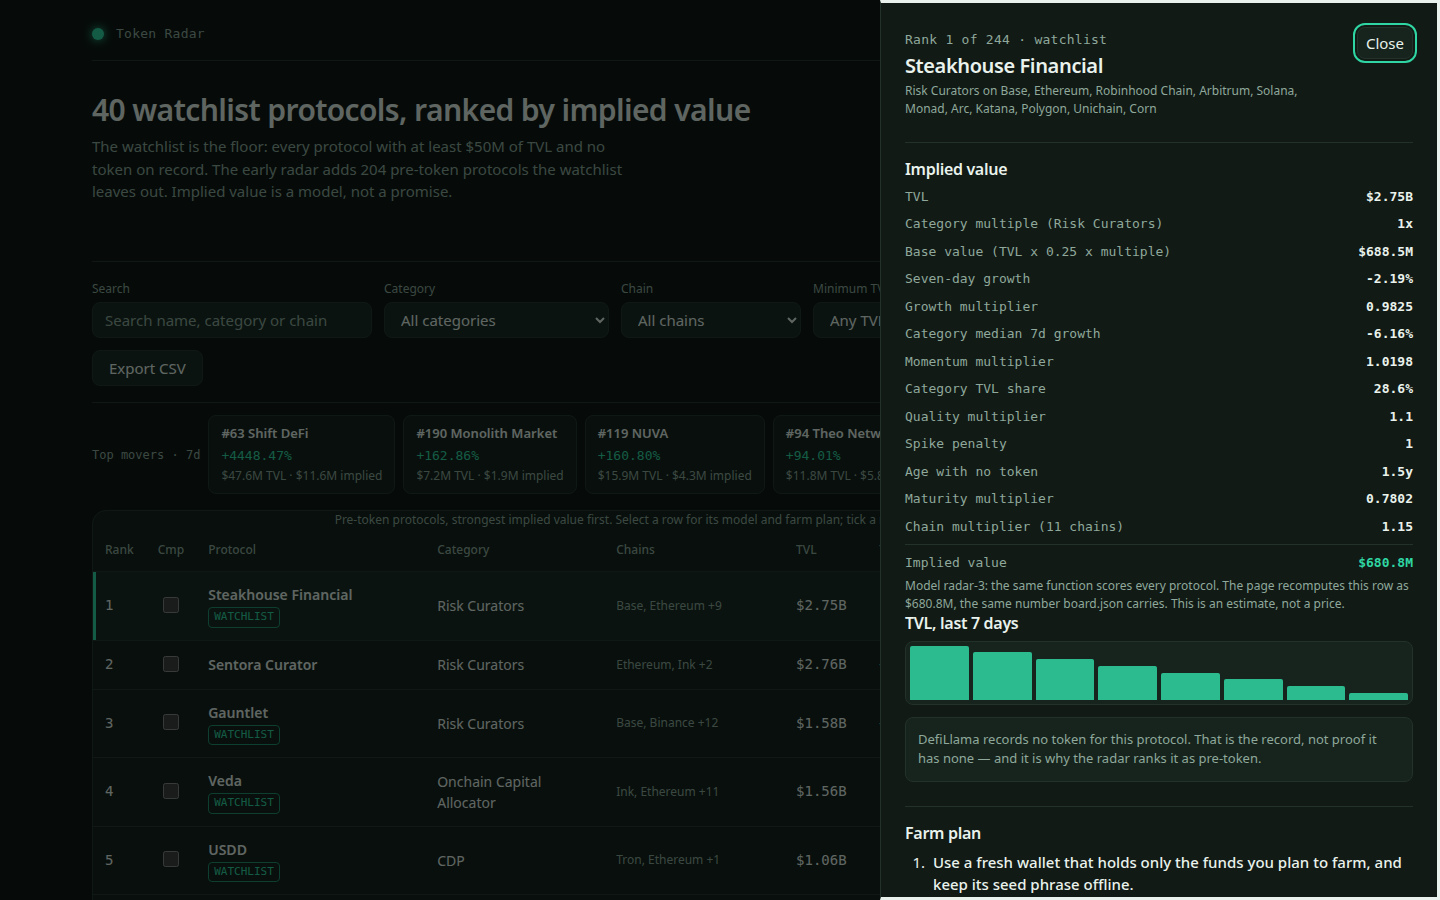 Token Radar
40 watchlist protocols, ranked by implied value
The watchlist is the floor: every protocol with at least $50M of TVL and no
token on record. The early radar adds 204 pre-token protocols the watchlist
leaves out. Implied value is a model, not a promise.
Search
Category
Chain
Minimum TV
Search name, category or chain
All categories
All chains
Any TVL
Export CSV
Top movers · 7d
#63 Shift DeFi
+4448.47%
$47.6M TVL · $11.6M implied
#190 Monolith Market
+162.86%
$7.2M TVL · $1.9M implied
#119 NUVA
+160.80%
$15.9M TVL · $4.3M implied
#94 Theo Netw
+94.01%
$11.8M TVL · $5.8
Pre-token protocols, strongest implied value first. Select a row for its model and farm plan; tick a
Rank Cmp Protocol Category Chains TVL
1 Steakhouse Financial WATCHLIST Risk Curators Base, Ethereum +9 $2.75B
2 Sentora Curator Risk Curators Ethereum, Ink +2 $2.76B
3 Gauntlet WATCHLIST Risk Curators Base, Binance +12 $1.58B
4 Veda WATCHLIST Onchain Capital Allocator Ink, Ethereum +11 $1.56B
5 USDD WATCHLIST CDP Tron, Ethereum +1 $1.06B
Rank 1 of 244 · watchlist
Close
Steakhouse Financial
Risk Curators on Base, Ethereum, Robinhood Chain, Arbitrum, Solana,
Monad, Arc, Katana, Polygon, Unichain, Corn
Implied value
TVL $2.75B
Category multiple (Risk Curators) 1x
Base value (TVL x 0.25 x multiple) $688.5M
Seven-day growth -2.19%
Growth multiplier 0.9825
Category median 7d growth -6.16%
Momentum multiplier 1.0198
Category TVL share 28.6%
Quality multiplier 1.1
Spike penalty 1
Age with no token 1.5y
Maturity multiplier 0.7802
Chain multiplier (11 chains) 1.15
Implied value $680.8M
Model radar-3: the same function scores every protocol. The page recomputes this row as
$680.8M, the same number board.json carries. This is an estimate, not a price.
TVL, last 7 days
DefiLlama records no token for this protocol. That is the record, not proof it
has none — and it is why the radar ranks it as pre-token.
Farm plan
1. Use a fresh wallet that holds only the funds you plan to farm, and
keep its seed phrase offline.